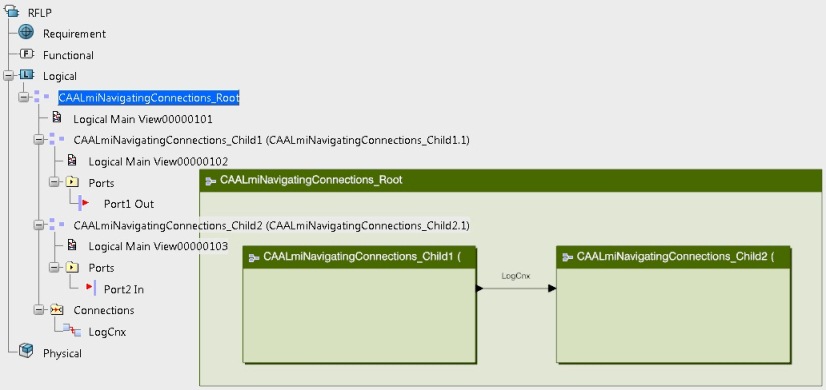 RFLP
Requirement
Functional
Logical
CAALmiNavigatingConnections_Root
Logical Main View00000101
CAALmiNavigatingConnections_Child1 (CAALmiNavigatingConnections_Child1.1)
Logical Main View00000102
Ports
Port1 Out
CAALmiNavigatingConnections_Child2 (CAALmiNavigatingConnections_Child2.1)
Logical Main View00000103
Ports
Port2 In
Connections
LogCnx
Physical
CAALmiNavigatingConnections_Root
CAALmiNavigatingConnections_Child1 (
LogCnx
CAALmiNavigatingConnections_Child2 (